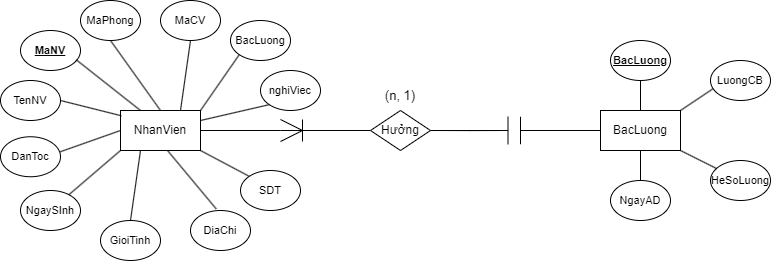 MaPhong
MaCV
BacLuong
MaNV
BacLuong
LuongCB
nghiViec
TenNV
(n, 1)
NhanVien
Hưởng
BacLuong
DanToc
HeSoLuong
SDT
NgayAD
NgaySInh
DiaChi
GioiTinh